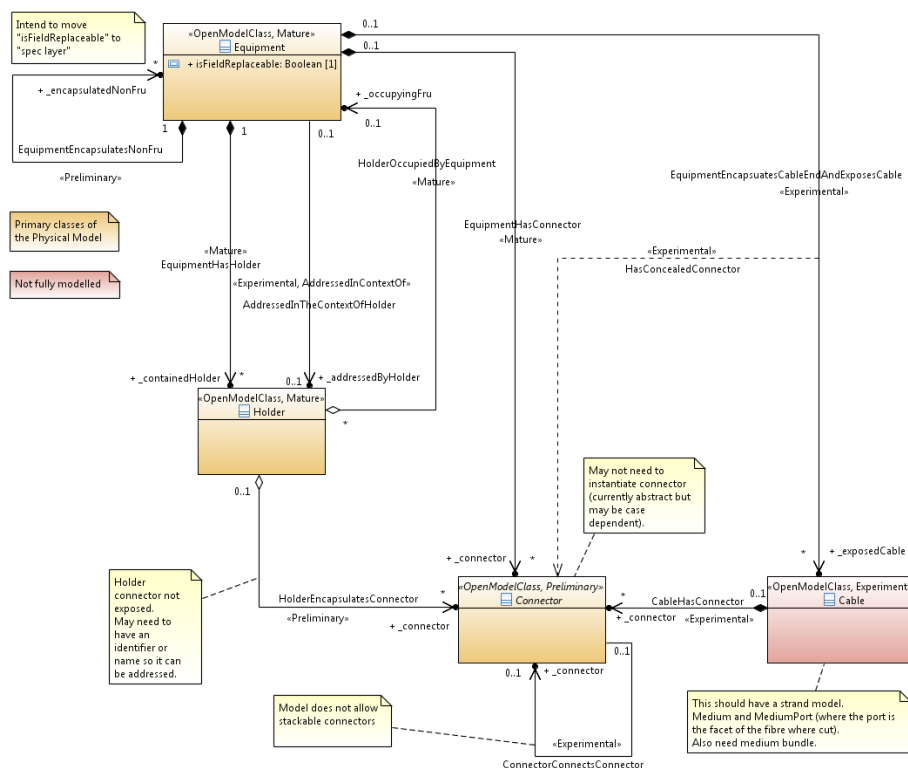 Intend to move
"isFieldReplaceable" to
"spec layer"
«OpenModelClass, Mature»
Equipment
+ isFieldReplaceable: Boolean [1]
0..1
0..1
*
+ _encapsulatedNonFru
1
1
0..1
+ _occupyingFru
0..1
EquipmentEncapsulatesNonFru
«Preliminary»
HolderOccupiedByEquipment
«Mature»
EquipmentEncapsuatesCableEndAndExposesCable
«Experimental»
Primary classes of
the Physical Model
Not fully modelled
EquipmentHasConnector
«Mature»
«Mature»
EquipmentHasHolder
«Experimental, AddressedInContextOf»
AddressedInTheContextOfHolder
«Experimental»
HasConcealedConnector
+ _containedHolder
*
0..1
+ _addressedByHolder
«OpenModelClass, Mature»
Holder
*
0..1
May not need to
instantiate connector
(currently abstract but
may be case
dependent).
+ _connector
*
*
+ _exposedCable
Holder
connector not
exposed.
May need to
have an
identifier or
name so it can
be addressed.
HolderEncapsulatesConnector
«Preliminary»
*
+ _connector
«OpenModelClass, Preliminary»
Connector
*
+ _connector
CableHasConnector
«Experimental»
0..1
«OpenModelClass, Experiment
Cable
0..1
0..1
+ _connector
Model does not allow
stackable connectors
«Experimental»
ConnectorConnectsConnector
This should have a strand model.
Medium and MediumPort (where the port is
the facet of the fibre where cut).
Also need medium bundle.